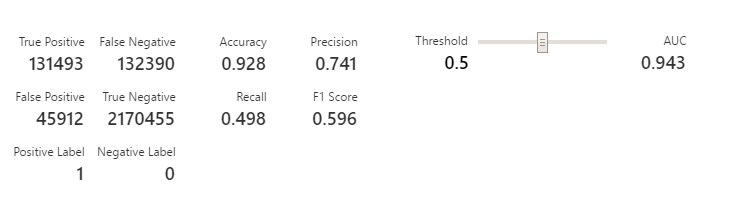 True Positive False Negative Accuracy Precision Threshold AUC
131493 132390 0.928 0.741 0.5 0.943
False Positive True Negative Recall F1 Score
45912 2170455 0.498 0.596
Positive Label Negative Label
1 0